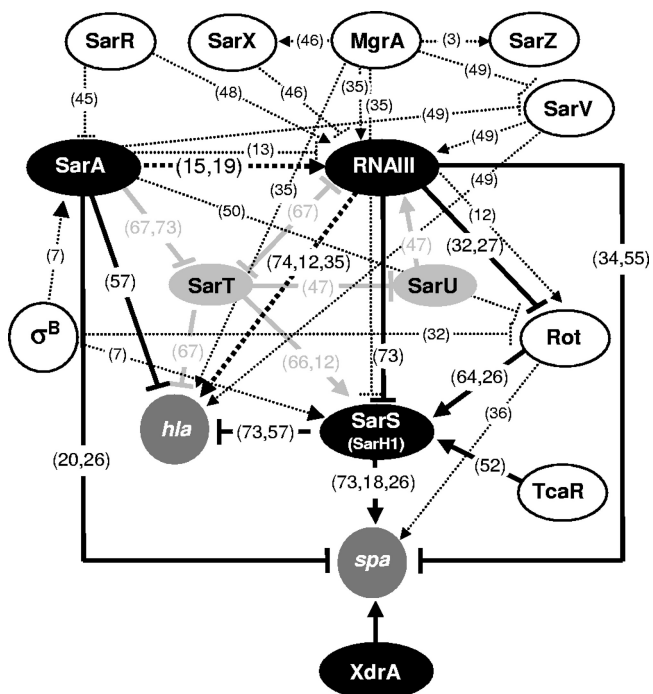 SarR
SarX
(46)
MgrA
(3)
SarZ
(45)
(48)
(46)
(35)
(35)
(49)
SarV
(49)
(49)
(13)
SarA
(15,19)
RNAIII
(49)
(35)
(67,73)
(50)
(67)
(12)
(32,27)
(7)
(57)
(74,12,35)
(47)
(34,55)
SarT
(47)
SarU
σB
(32)
Rot
(7)
(67)
(66,12)
(73)
(64,26)
hla
(73,57)
SarS
(SarH1)
(36)
(20,26)
(73,18,26)
(52)
TcaR
spa
XdrA